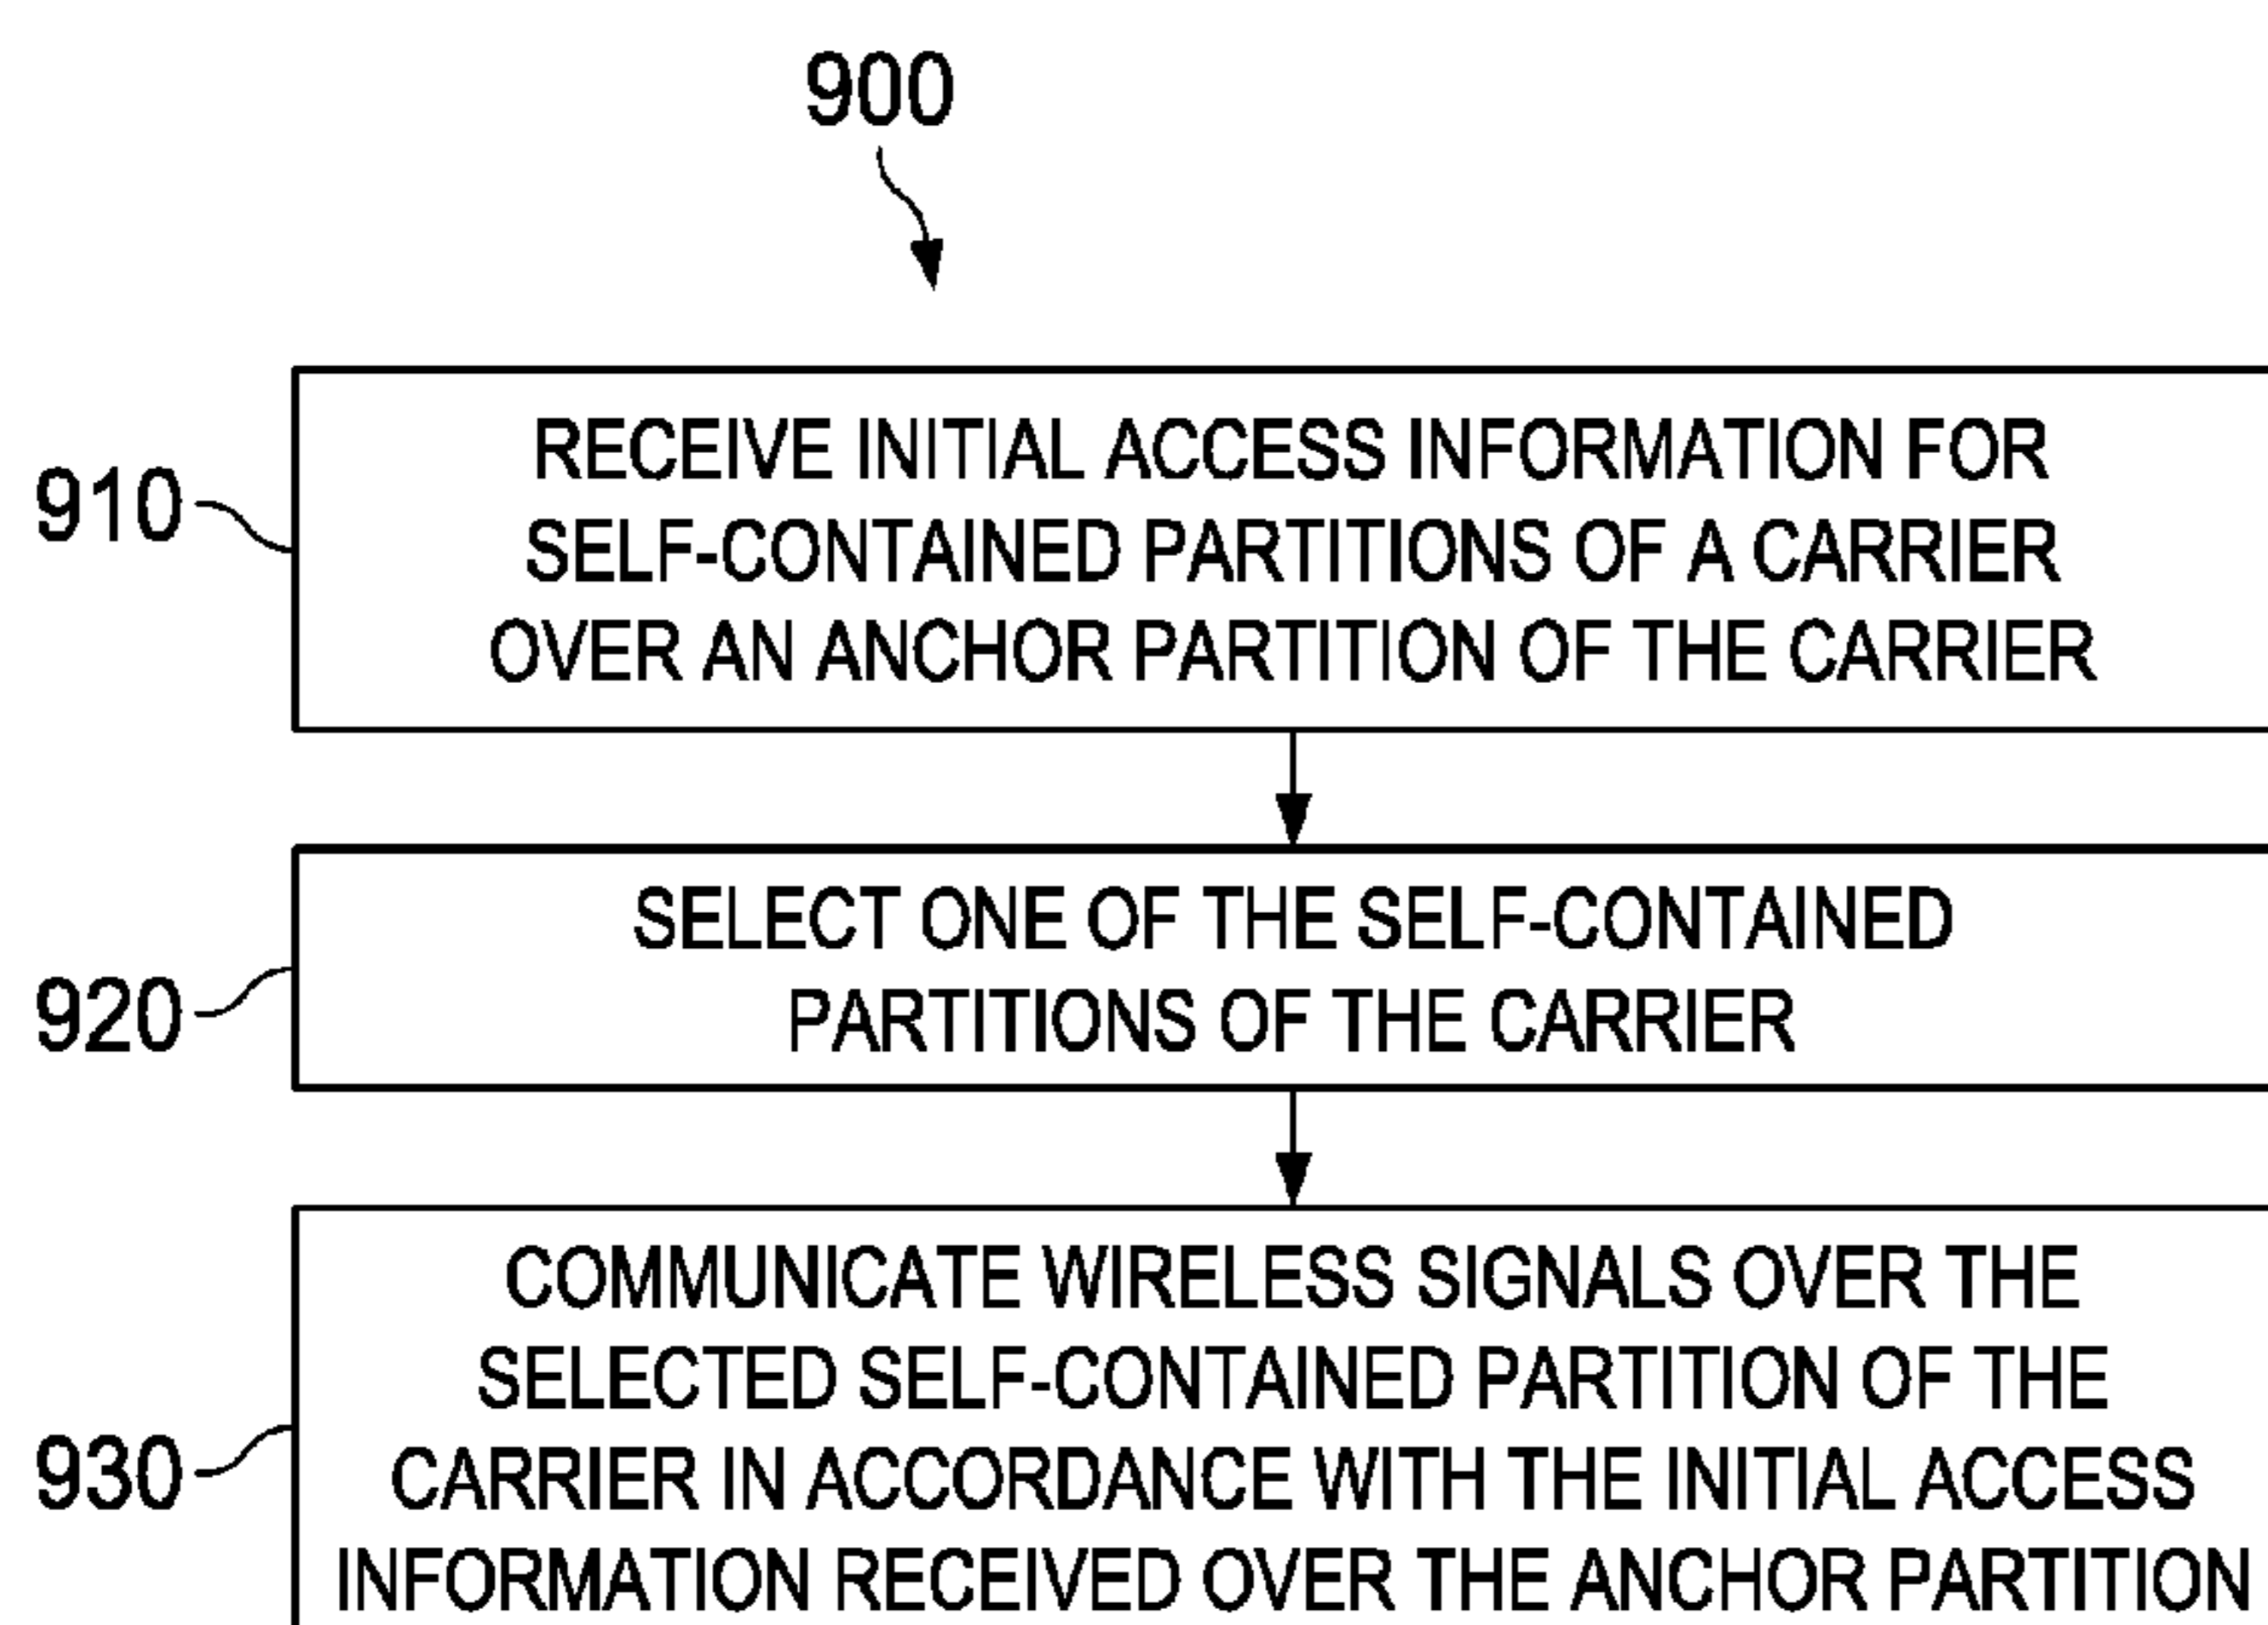 900
910
RECEIVE INITIAL ACCESS INFORMATION FOR
SELF-CONTAINED PARTITIONS OF A CARRIER
OVER AN ANCHOR PARTITION OF THE CARRIER
920
SELECT ONE OF THE SELF-CONTAINED
PARTITIONS OF THE CARRIER
930
COMMUNICATE WIRELESS SIGNALS OVER THE
SELECTED SELF-CONTAINED PARTITION OF THE
CARRIER IN ACCORDANCE WITH THE INITIAL ACCESS
INFORMATION RECEIVED OVER THE ANCHOR PARTITION